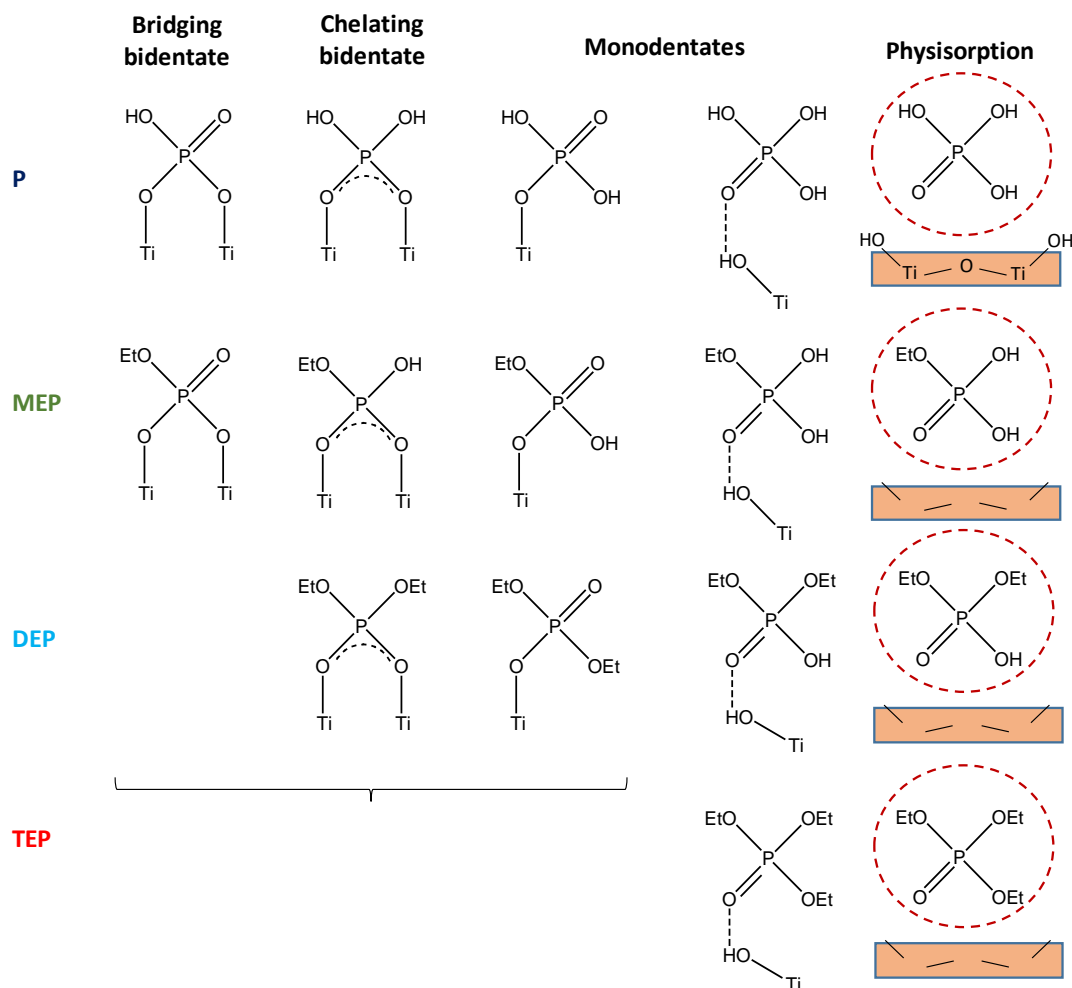 Bridging
bidentate
Chelating
bidentate
Monodentates
Physisorption
P
HO O
P
O O
Ti Ti
HO OH
P
O O
Ti Ti
HO O
P
O OH
Ti
HO OH
P
O OH
HO
Ti
HO OH
P
O OH
HO OH
Ti O Ti
MEP
EtO O
P
O O
Ti Ti
EtO OH
P
O O
Ti Ti
EtO O
P
O OH
Ti
EtO OH
P
O OH
HO
Ti
EtO OH
P
O OH
DEP
EtO OEt
P
O O
Ti Ti
EtO O
P
O OEt
Ti
EtO OEt
P
O OH
HO
Ti
EtO OEt
P
O OH
TEP
EtO OEt
P
O OEt
HO
Ti
EtO OEt
P
O OEt